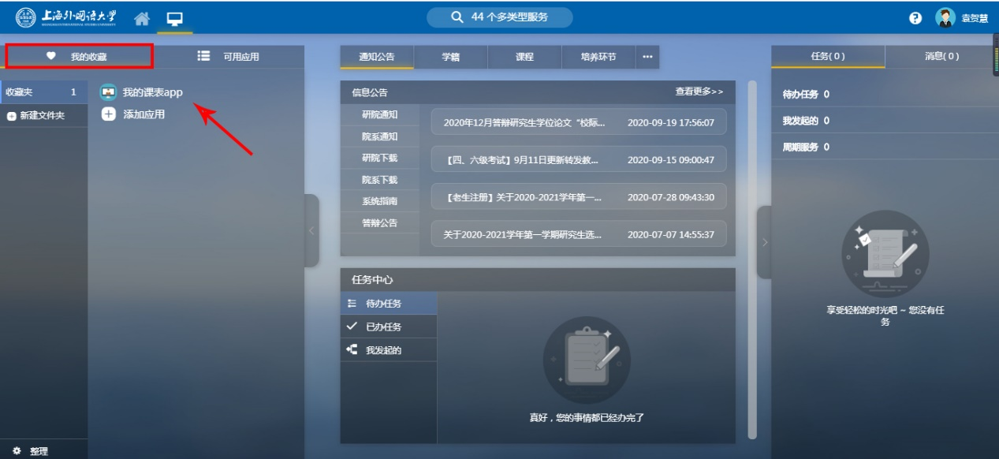 上海外国语大学
SHANGHAI INTERNATIONAL STUDIES UNIVERSITY
44 个多类型服务
袁贺慧
我的收藏
可用应用
收藏夹 1
新建文件夹
我的课表app
添加应用
整理
通知公告
学籍
课程
培养环节
信息公告
查看更多>>
研院通知
院系通知
研院下载
院系下载
系统指南
答辩公告
2020年12月答辩研究生学位论文“校际... 2020-09-19 17:56:07
【四、六级考试】9月11日更新转发教... 2020-09-15 09:00:47
【老生注册】关于2020-2021学年第一... 2020-07-28 09:43:30
关于2020-2021学年第一学期研究生选... 2020-07-07 14:55:37
任务中心
待办任务
已办任务
我发起的
真好，您的事情都已经办完了
任务( 0 )
消息( 0 )
待办任务 0
我发起的 0
周期服务 0
享受轻松的时光吧 ~ 您没有任
务